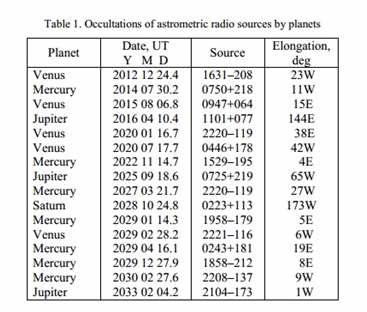 Table 1. Occultations of astrometric radio sources by planets
Planet Date, UT Y M D Source Elongation, deg
Venus 2012 12 24.4 1631–208 23W
Mercury 2014 07 30.2 0750+218 11W
Venus 2015 08 06.8 0947+064 15E
Jupiter 2016 04 10.4 1101+077 144E
Venus 2020 01 16.7 2220–119 38E
Venus 2020 07 17.7 0446+178 42W
Mercury 2022 11 14.7 1529–195 4E
Jupiter 2025 09 18.6 0725+219 65W
Mercury 2027 03 21.7 2220–119 27W
Saturn 2028 10 24.8 0223+113 173W
Mercury 2029 01 14.3 1958–179 5E
Venus 2029 02 28.2 2221–116 6W
Mercury 2029 04 16.1 0243+181 19E
Mercury 2029 12 27.9 1858–212 8E
Mercury 2030 02 27.6 2208–137 9W
Jupiter 2033 02 04.2 2104–173 1W